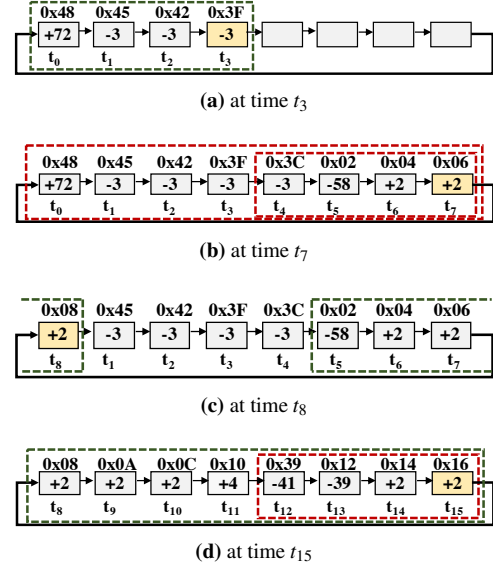 0x48 0x45 0x42 0x3F
+72 -3 -3 -3
t0 t1 t2 t3
(a) at time t3
0x48 0x45 0x42 0x3F 0x3C 0x02 0x04 0x06
+72 -3 -3 -3 -3 -58 +2 +2
t0 t1 t2 t3 t4 t5 t6 t7
(b) at time t7
0x08 0x45 0x42 0x3F 0x3C 0x02 0x04 0x06
+2 -3 -3 -3 -3 -58 +2 +2
t8 t1 t2 t3 t4 t5 t6 t7
(c) at time t8
0x08 0x0A 0x0C 0x10 0x39 0x12 0x14 0x16
+2 +2 +2 +4 -41 -39 +2 +2
t8 t9 t10 t11 t12 t13 t14 t15
(d) at time t15